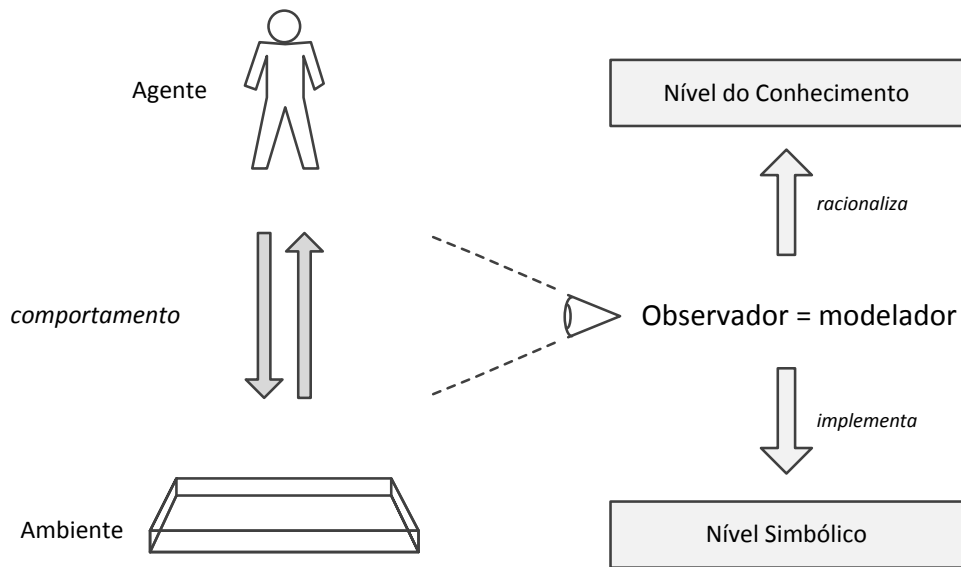 Agente
Nível do Conhecimento
racionaliza
comportamento
Observador = modelador
implementa
Ambiente
Nível Simbólico